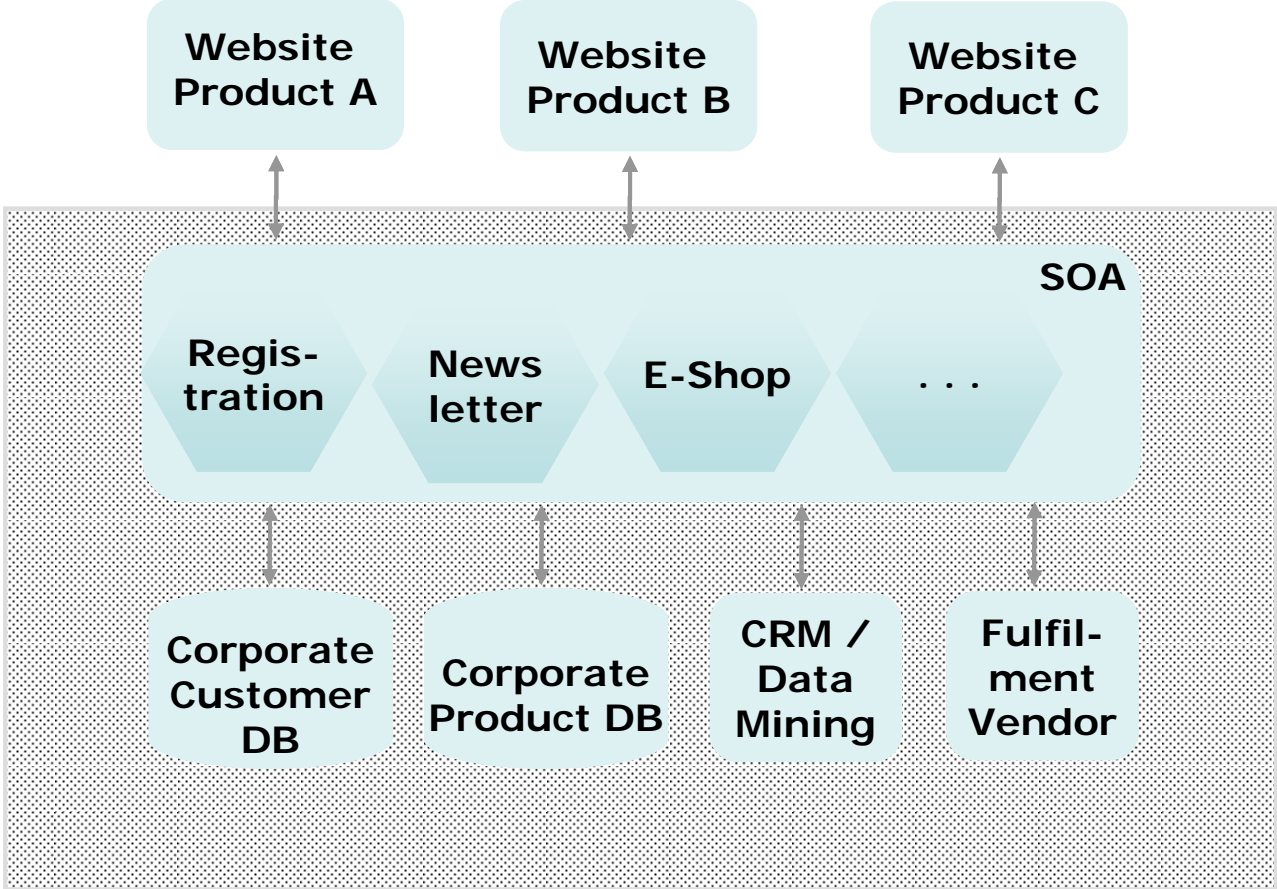 Website
Product A
Website
Product B
Website
Product C
SOA
Regis-
tration
News
letter
E-Shop
. . .
Corporate
Customer
DB
Corporate
Product DB
CRM /
Data
Mining
Fulfil-
ment
Vendor